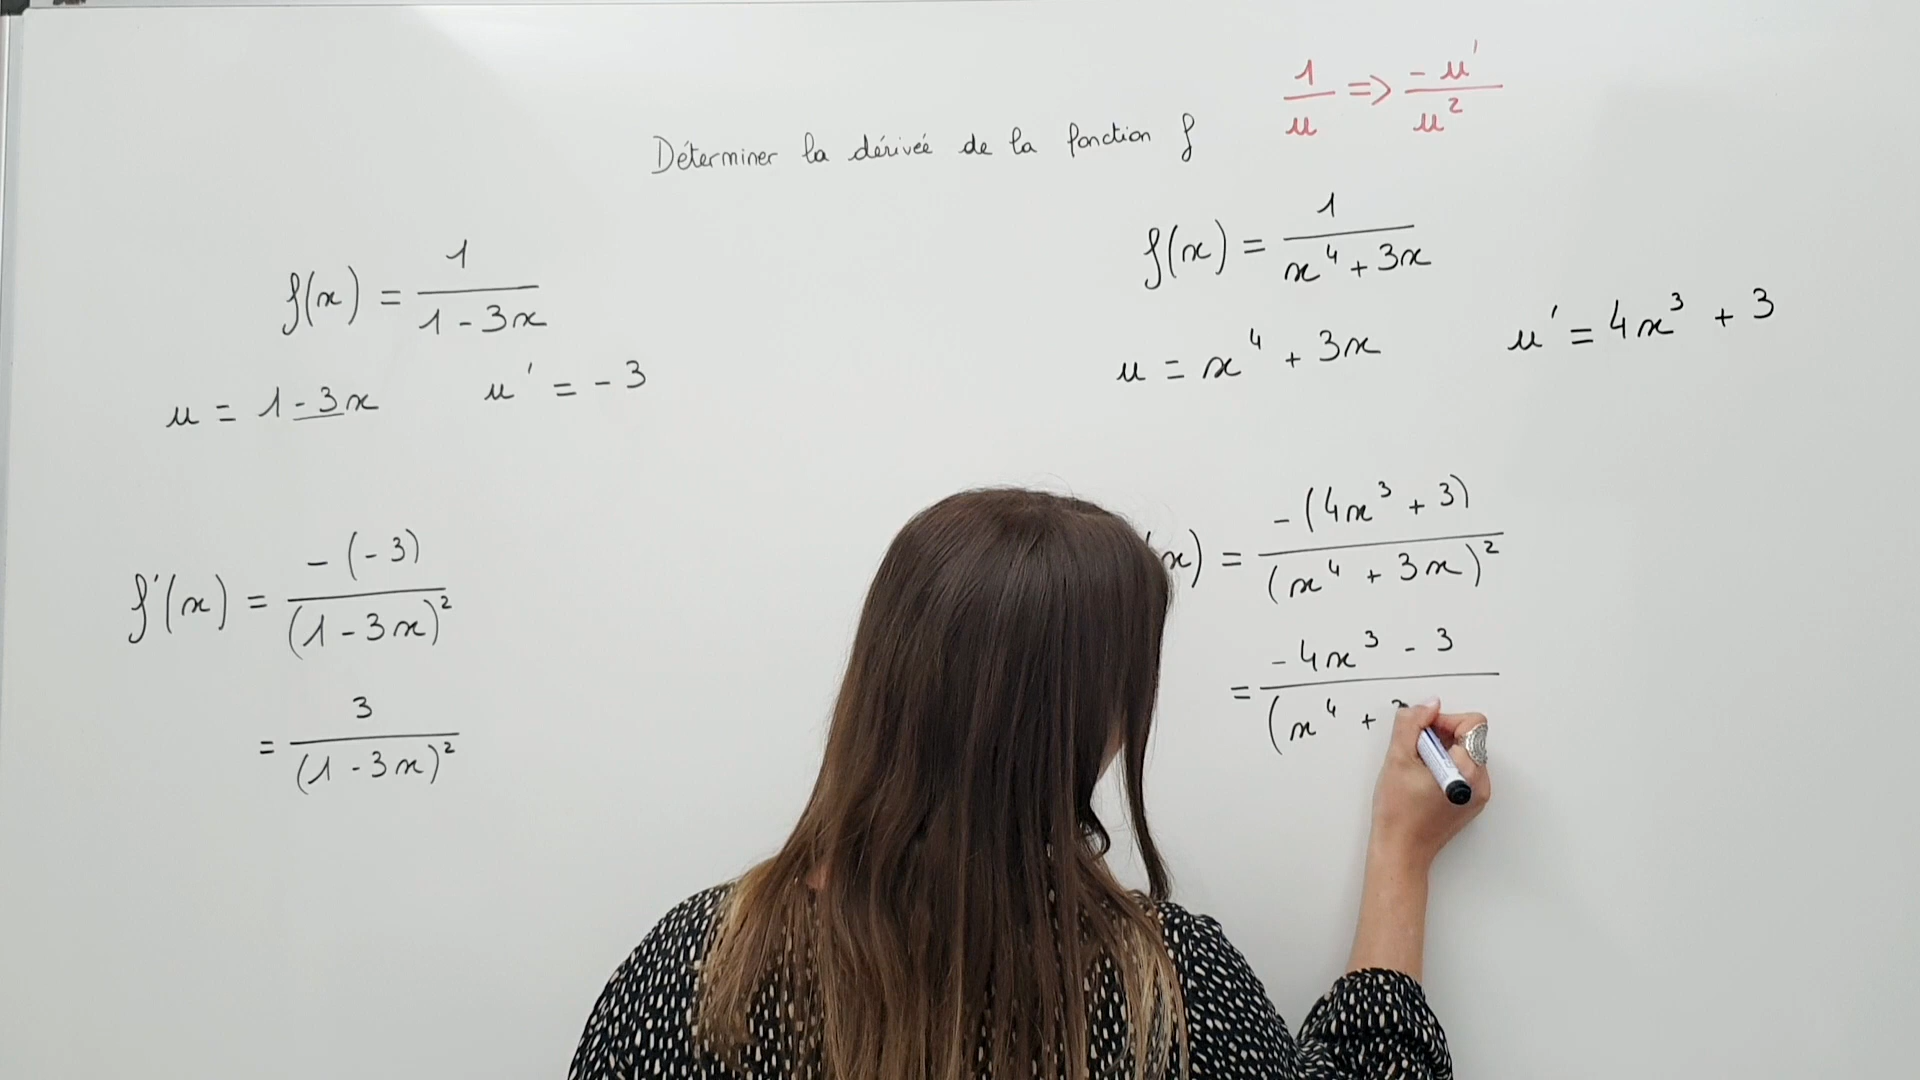 1/u => -u'/u²
Déterminer la dérivée de la fonction f
f(x) = 1/(1-3x)
u = 1-3x u' = -3
f'(x) = -(-3)/(1-3x)²
= 3/(1-3x)²
f(x) = 1/(x⁴+3x)
u = x⁴ + 3x u' = 4x³ + 3
x) = -(4x³ + 3)/(x⁴ + 3x)²
= -4x³ - 3/(x⁴ +